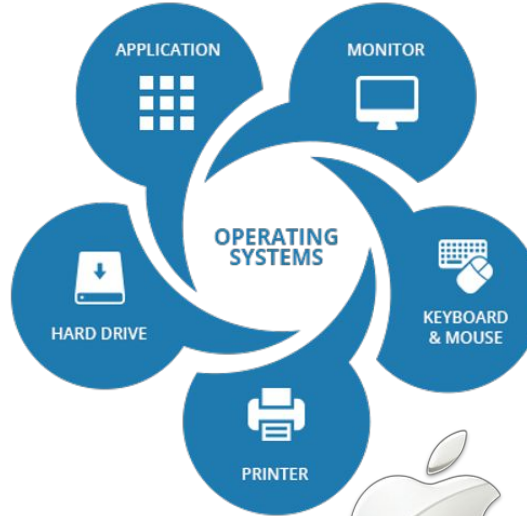 APPLICATION
MONITOR
OPERATING
SYSTEMS
HARD DRIVE
KEYBOARD
& MOUSE
PRINTER